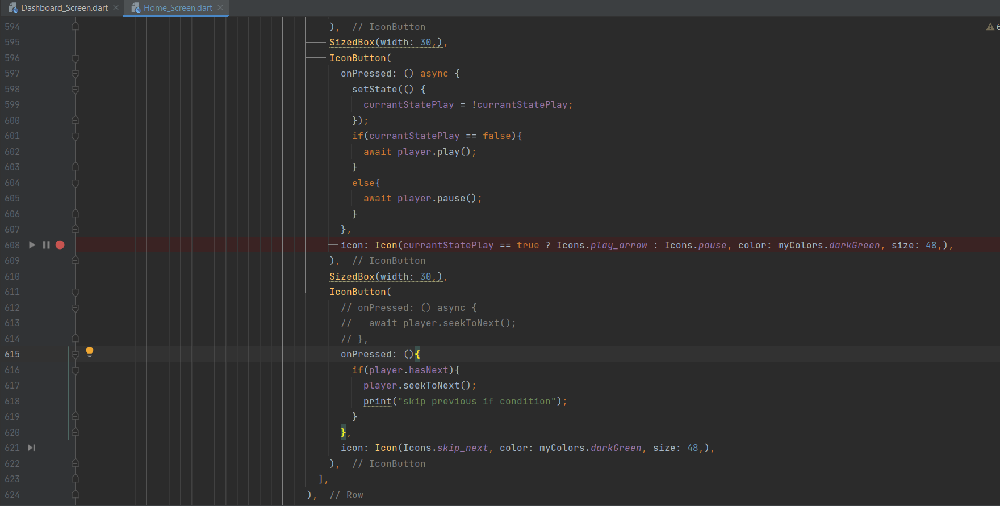 Dashboard_Screen.dart Home_Screen.dart
594 ), // IconButton 6
595 SizedBox(width: 30,),
596 IconButton(
597 onPressed: () async {
598 setState(() {
599 currantStatePlay = !currantStatePlay;
600 });
601 if(currantStatePlay == false){
602 await player.play();
603 }
604 else{
605 await player.pause();
606 }
607 },
608 icon: Icon(currantStatePlay == true ? Icons.play_arrow : Icons.pause, color: myColors.darkGreen, size: 48,),
609 ), // IconButton
610 SizedBox(width: 30,),
611 IconButton(
612 // onPressed: () async {
613 //   await player.seekToNext();
614 // },
615 onPressed: (){
616 if(player.hasNext){
617 player.seekToNext();
618 print("skip previous if condition");
619 }
620 },
621 icon: Icon(Icons.skip_next, color: myColors.darkGreen, size: 48,),
622 ), // IconButton
623 ],
624 ), // Row